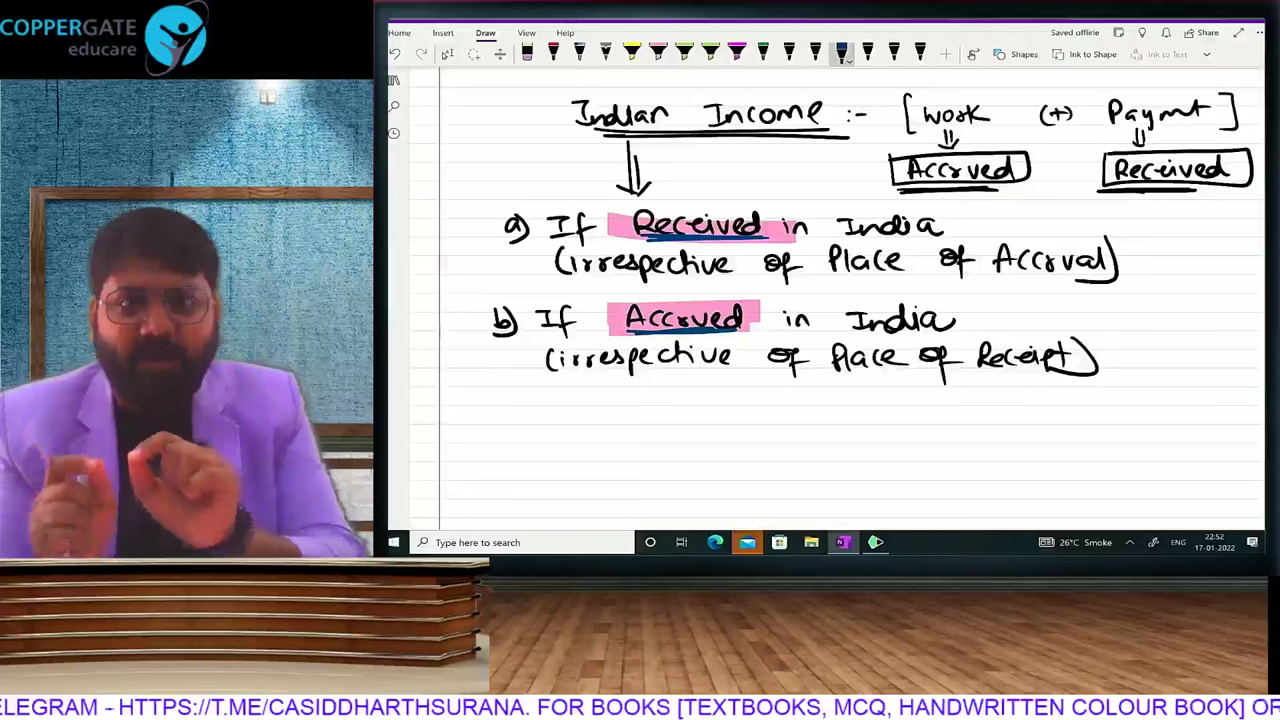 COPPERGATE
educare
Home Insert Draw View Help
Saved offline
Share
Shapes
Ink to Shape
Ink to Text
Indian Income :- [work (+) Paymt]
Accrued Received
a) If Received in India
(irrespective of Place of Accrual)
b) If Accrued in India
(irrespective of Place of Receipt)
Type here to search
26°C Smoke
ENG
22:52
17-01-2022
ELEGRAM - HTTPS://T.ME/CASIDDHARTHSURANA. FOR BOOKS [TEXTBOOKS, MCQ, HANDWRITTEN COLOUR BOOK] OR